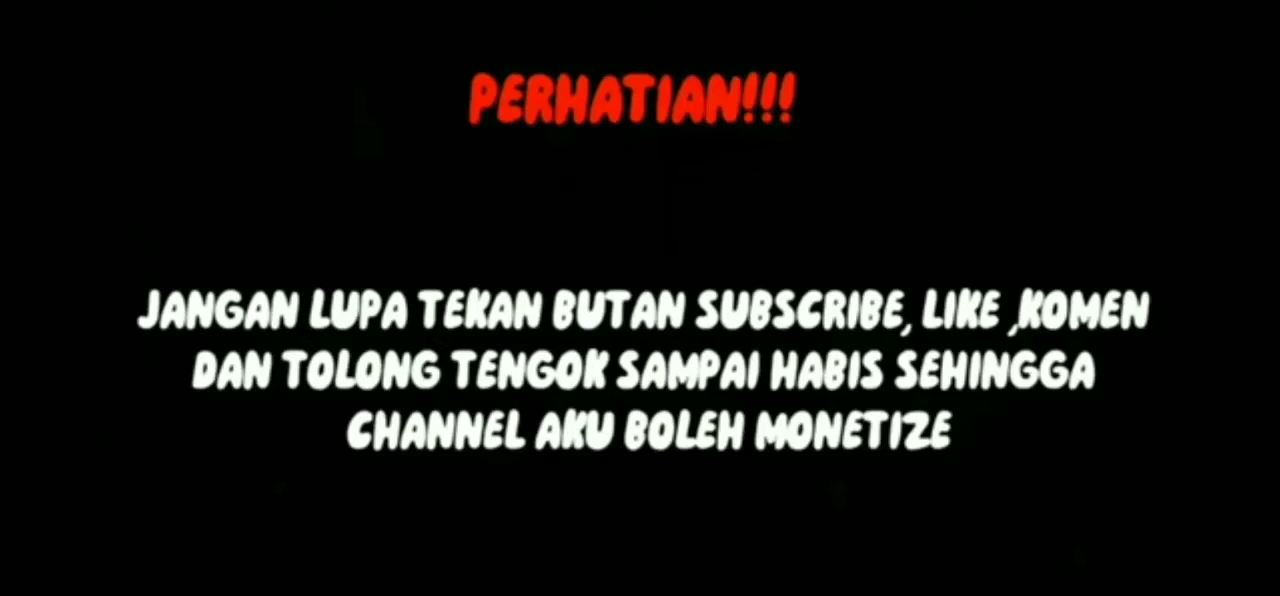 PERHATIAN!!!
JANGAN LUPA TEKAN BUTAN SUBSCRIBE, LIKE ,KOMEN
DAN TOLONG TENGOK SAMPAI HABIS SEHINGGA
CHANNEL AKU BOLEH MONETIZE